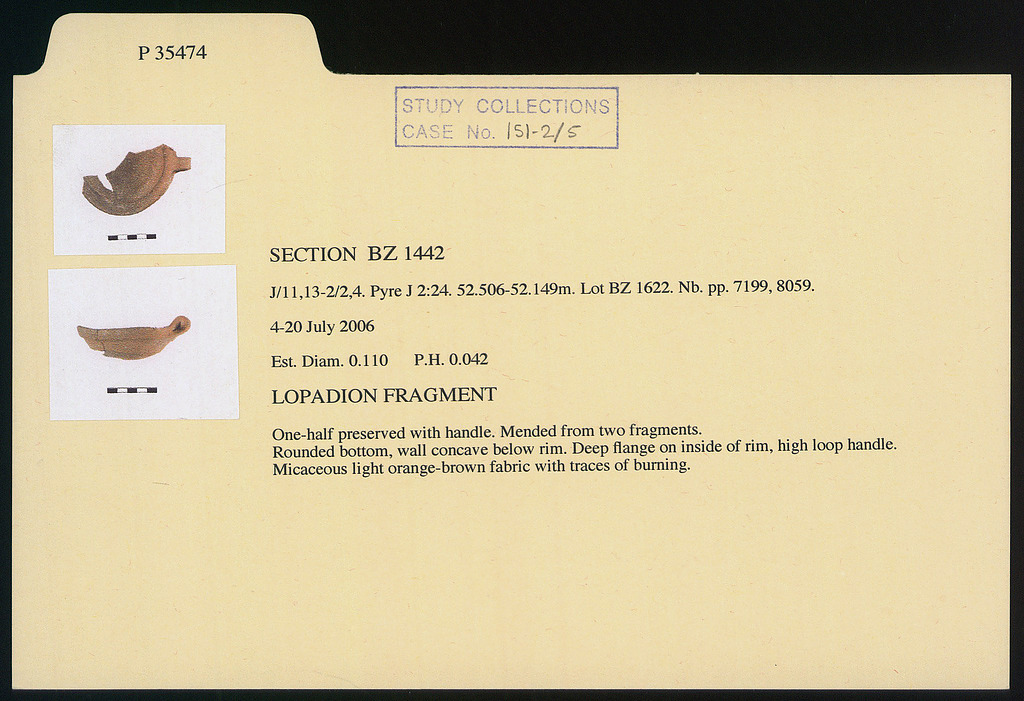 P 35474
STUDY COLLECTIONS
CASE No. 151-2/5
SECTION BZ 1442
J/11,13-2/2,4. Pyre J 2:24. 52.506-52.149m. Lot BZ 1622. Nb. pp. 7199, 8059.
4-20 July 2006
Est. Diam. 0.110 P.H. 0.042
LOPADION FRAGMENT
One-half preserved with handle. Mended from two fragments.
Rounded bottom, wall concave below rim. Deep flange on inside of rim, high loop handle.
Micaceous light orange-brown fabric with traces of burning.